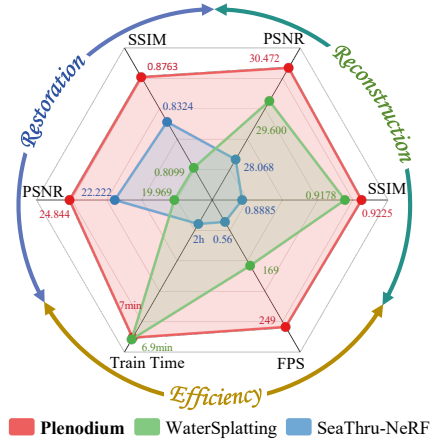 SSIM
PSNR
30.472
0.8763
Restoration
Reconstruction
0.8324
29.600
0.8099
28.068
PSNR
22.222
19.969
0.9178
SSIM
24.844
0.8885
0.9225
2h
0.56
169
7min
249
6.9min
Train Time
FPS
Efficiency
Plenodium
WaterSplatting
SeaThru-NeRF